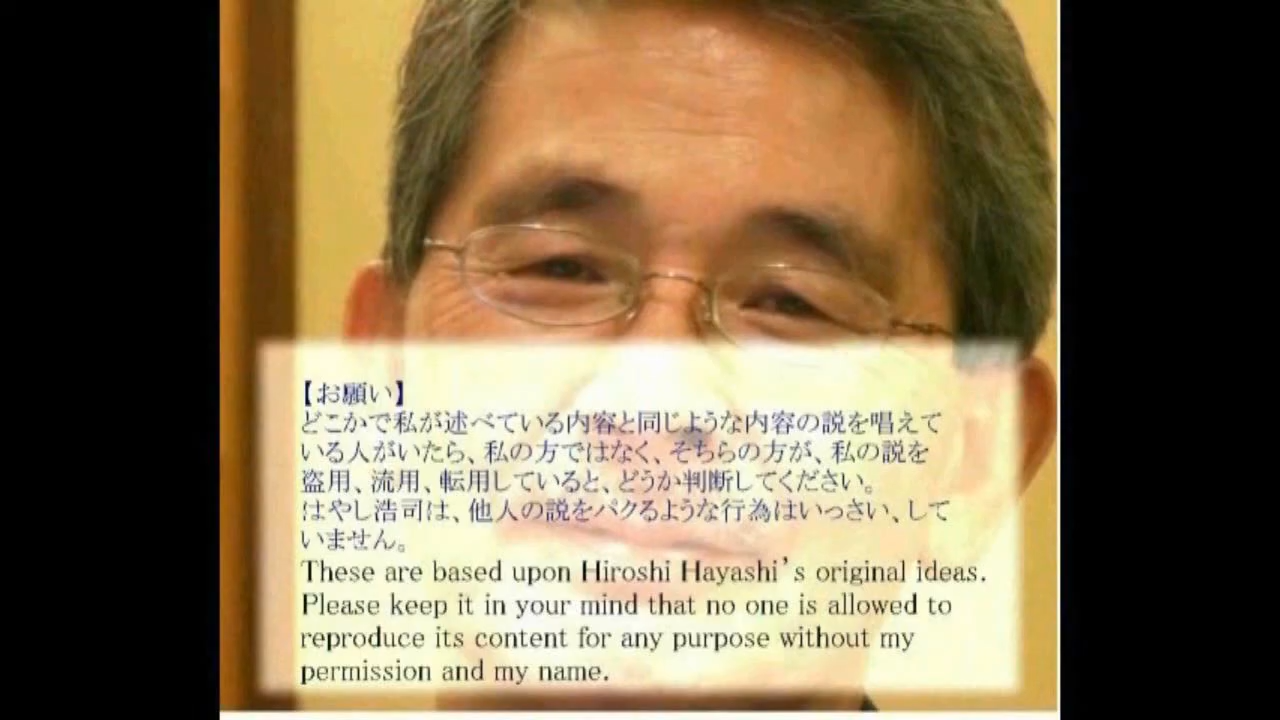 【お願い】
どこかで私が述べている内容と同じような内容の説を唱えて
いる人がいたら、私の方ではなく、そちらの方が、私の説を
盗用、流用、転用していると、どうか判断してください。
はやし浩司は、他人の説をパクるような行為はいっさい、して
いません。
These are based upon Hiroshi Hayashi’s original ideas.
Please keep it in your mind that no one is allowed to
reproduce its content for any purpose without my
permission and my name.